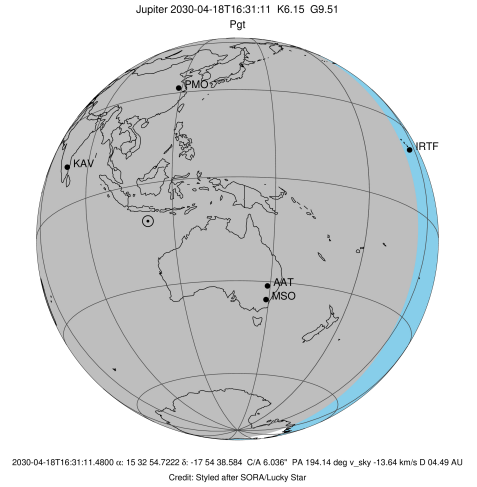 Jupiter 2030-04-18T16:31:11  K6.15  G9.51
Pgt
PMO
KAV
IRTF
AAT
MSO
2030-04-18T16:31:11.4800 α: 15 32 54.7222 δ: -17 54 38.584  C/A 6.036"  PA 194.14 deg v_sky -13.64 km/s D 04.49 AU
Credit: Styled after SORA/Lucky Star